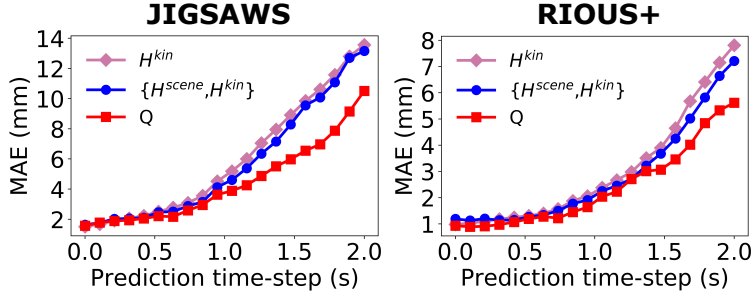 JIGSAWS
MAE (mm)
14
12
10
8
6
4
2
H^kin
{H^scene,H^kin}
Q
0.0 0.5 1.0 1.5 2.0
Prediction time-step (s)
RIOUS+
MAE (mm)
8
7
6
5
4
3
2
1
H^kin
{H^scene,H^kin}
Q
0.0 0.5 1.0 1.5 2.0
Prediction time-step (s)